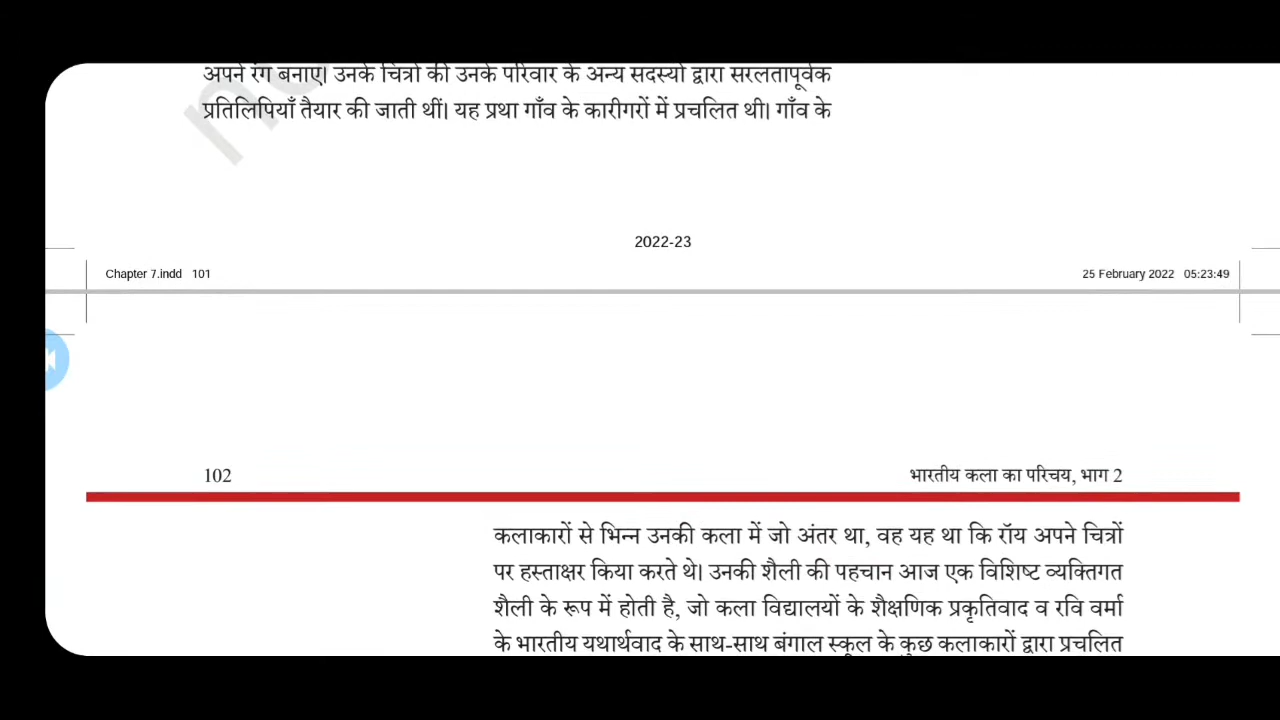 अपने रंग बनाए। उनके चित्रों की उनके परिवार के अन्य सदस्यों द्वारा सरलतापूर्वक
प्रतिलिपियाँ तैयार की जाती थीं। यह प्रथा गाँव के कारीगरों में प्रचलित थी। गाँव के
2022-23
Chapter 7.indd 101
25 February 2022 05:23:49
102
भारतीय कला का परिचय, भाग 2
कलाकारों से भिन्न उनकी कला में जो अंतर था, वह यह था कि रॉय अपने चित्रों
पर हस्ताक्षर किया करते थे। उनकी शैली की पहचान आज एक विशिष्ट व्यक्तिगत
शैली के रूप में होती है, जो कला विद्यालयों के शैक्षणिक प्रकृतिवाद व रवि वर्मा
के भारतीय यथार्थवाद के साथ-साथ बंगाल स्कूल के कुछ कलाकारों द्वारा प्रचलित